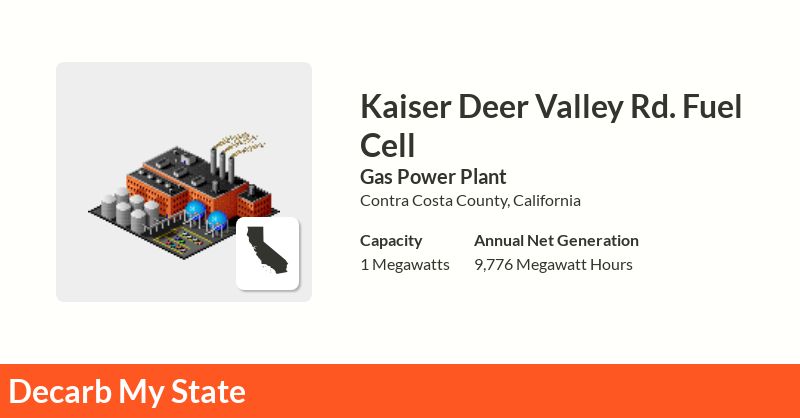 Kaiser Deer Valley Rd. Fuel
Cell
Gas Power Plant
Contra Costa County, California
Capacity Annual Net Generation
1 Megawatts 9,776 Megawatt Hours
Decarb My State